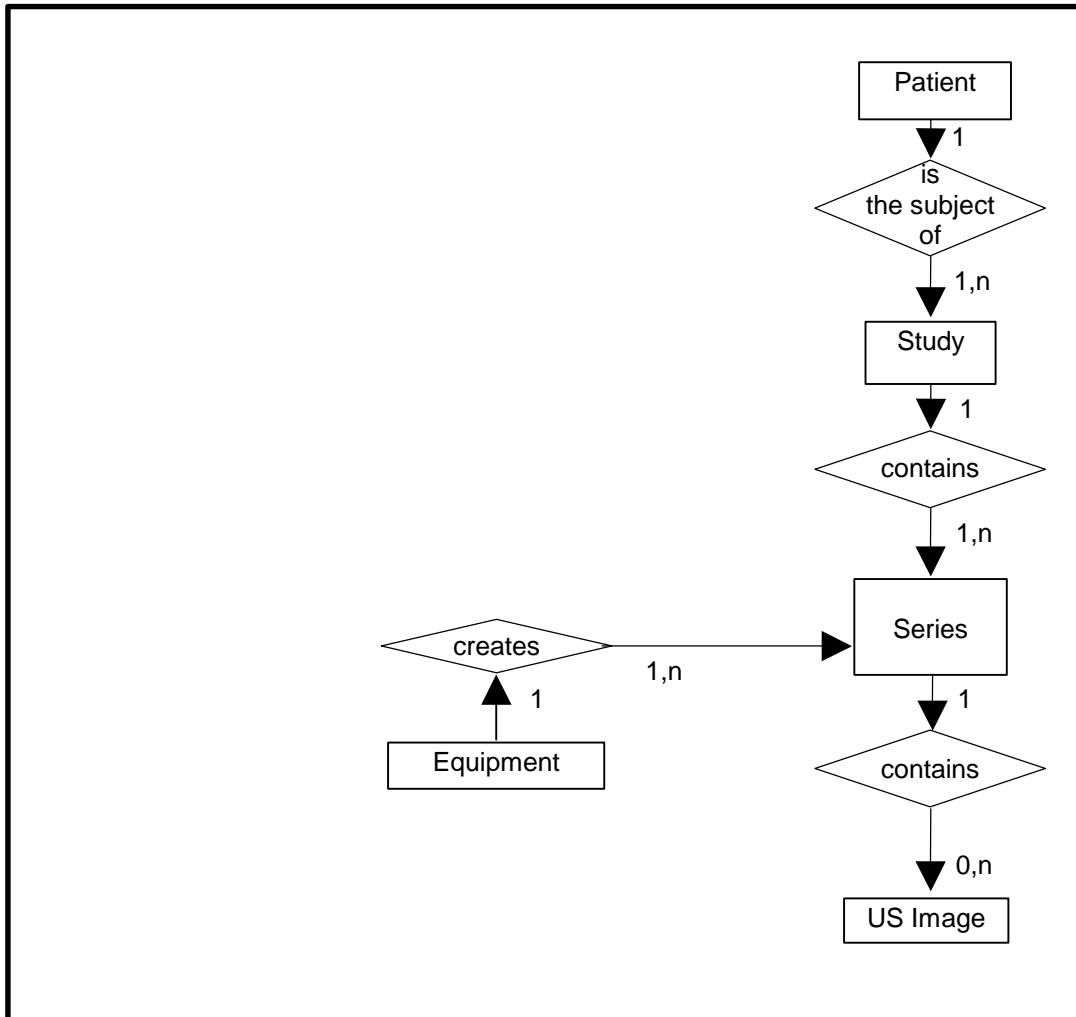 Patient
1
is
the subject
of
1,n
Study
1
contains
1,n
Series
creates
1,n
1
1
Equipment
contains
0,n
US Image